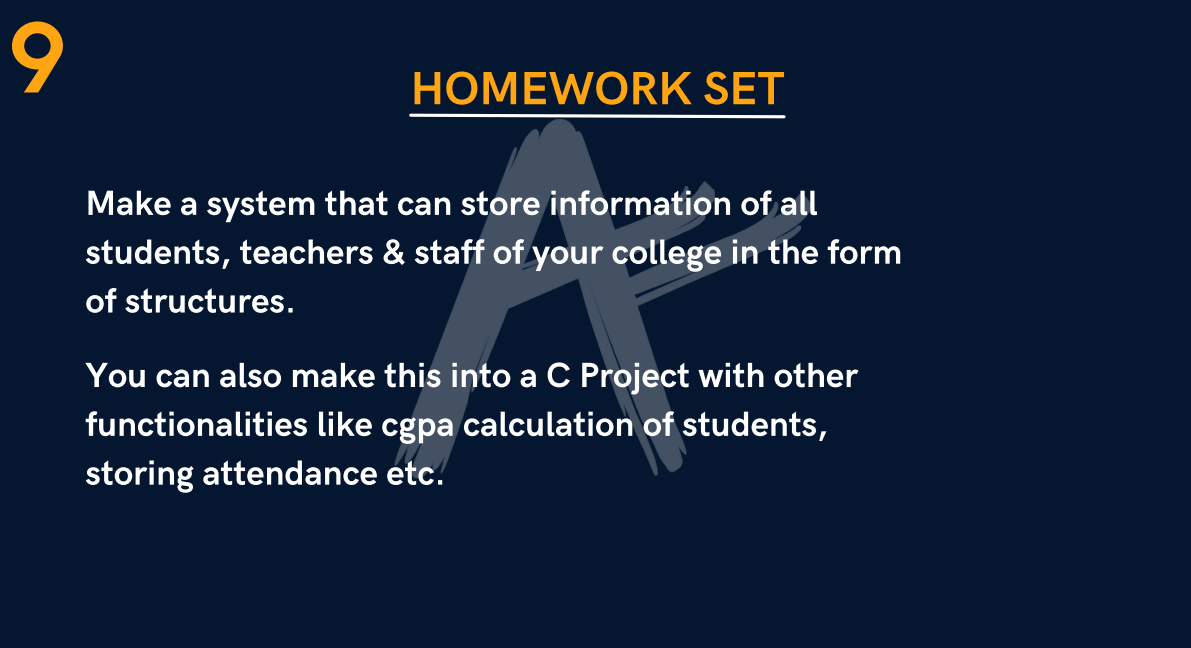 9
HOMEWORK SET
Make a system that can store information of all
students, teachers & staff of your college in the form
of structures.
You can also make this into a C Project with other
functionalities like cgpa calculation of students,
storing attendance etc.